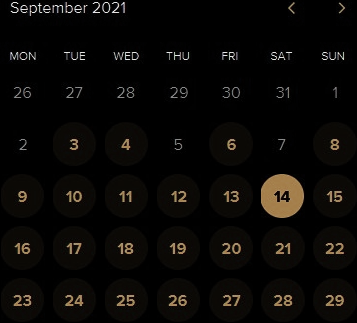 September 2021
MON TUE WED THU FRI SAT SUN
26 27 28 29 30 31 1
2 3 4 5 6 7 8
9 10 11 12 13 14 15
16 17 18 19 20 21 22
23 24 25 26 27 28 29